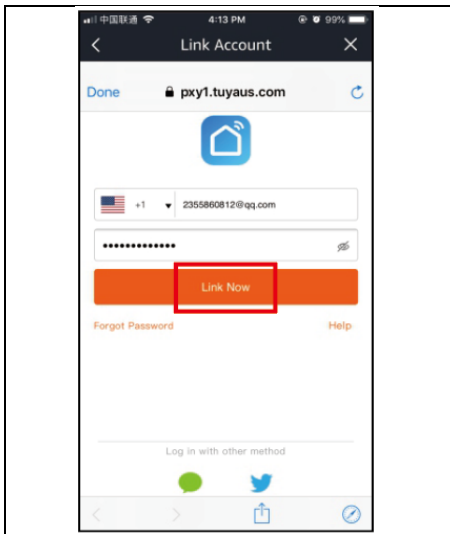 中国联通 4:13 PM 99%
Link Account
Done pxy1.tuyaus.com
+1 2355860812@qq.com
•••••••••••••
Link Now
Forgot Password Help
Log in with other method